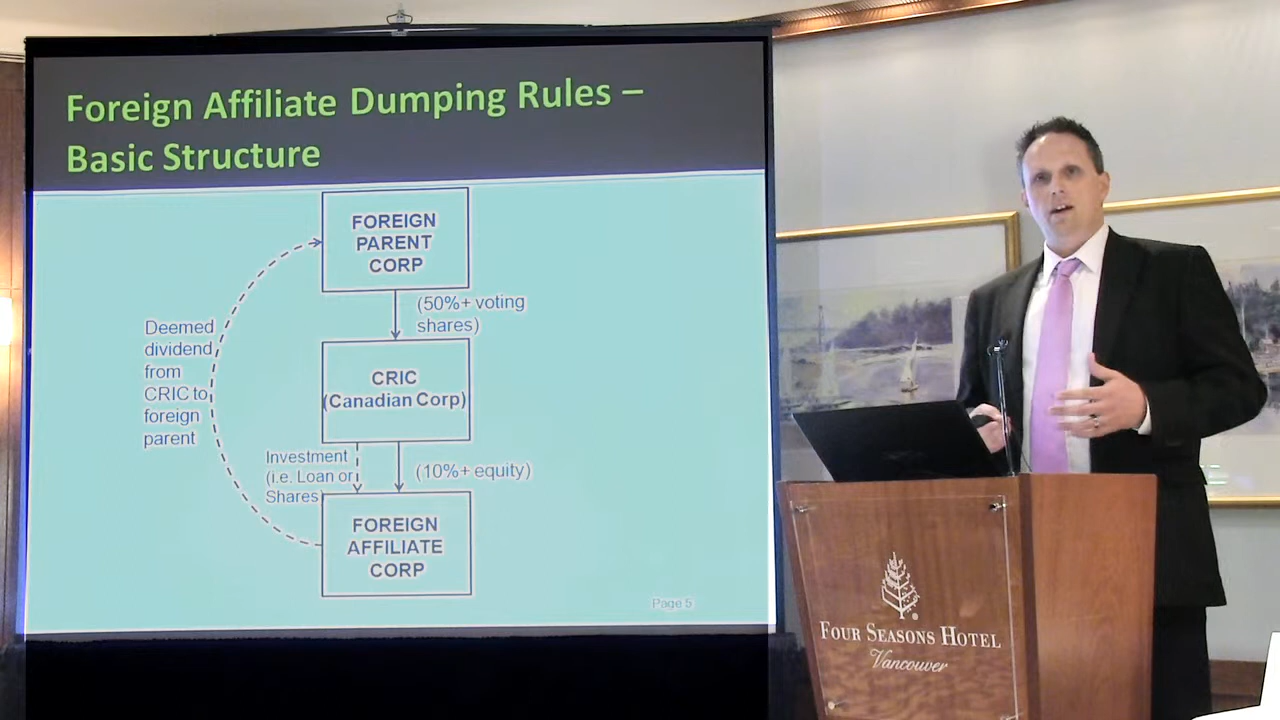 Foreign Affiliate Dumping Rules –
Basic Structure
FOREIGN
PARENT
CORP
(50%+ voting
shares)
Deemed
dividend
from
CRIC to
foreign
parent
CRIC
(Canadian Corp)
Investment
(i.e. Loan or
Shares)
(10%+ equity)
FOREIGN
AFFILIATE
CORP
Page 5
FOUR SEASONS HOTEL
Vancouver